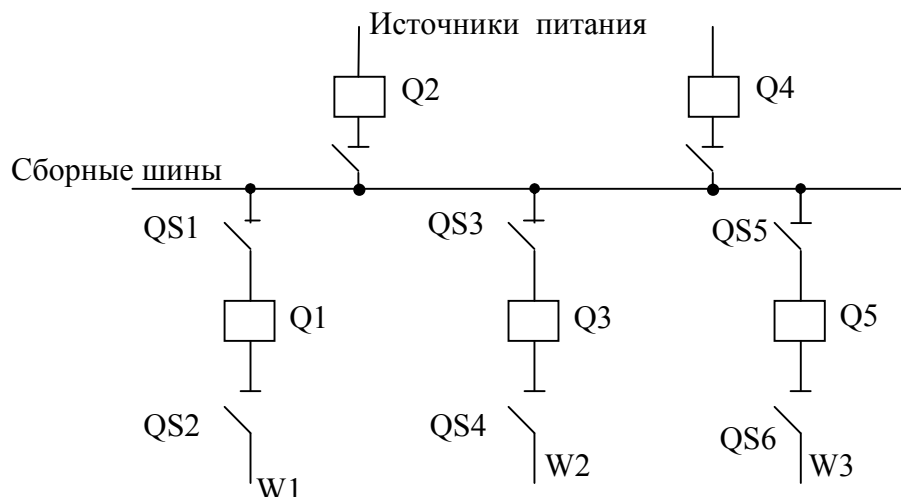 Источники питания
Q2
Q4
Сборные шины
QS1
QS3
QS5
Q1
Q3
Q5
QS2
QS4
QS6
W1
W2
W3